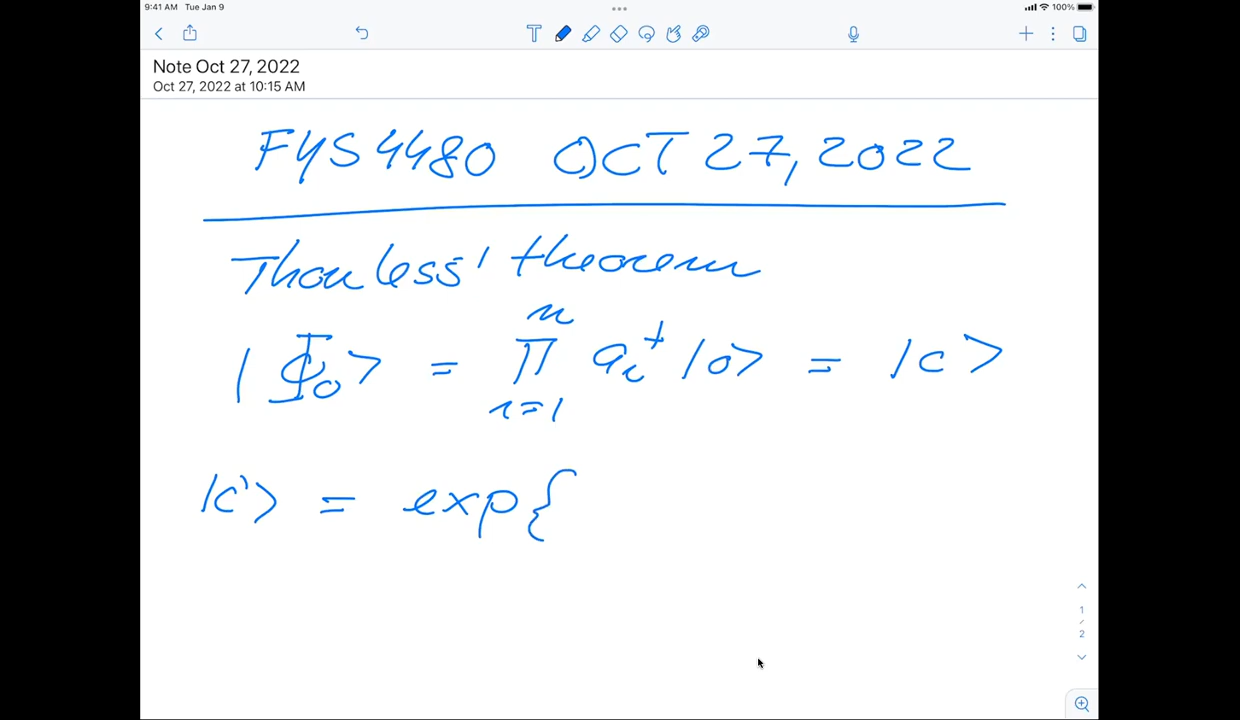 9:41 AM Tue Jan 9
100%
Note Oct 27, 2022
Oct 27, 2022 at 10:15 AM
FYS4480 OCT 27, 2022
Thouless' theorem
|Φ₀> = ∏ᵢ₌₁ⁿ aᵢ⁺ |0> = |c>
|c'> = exp{
1
/
2